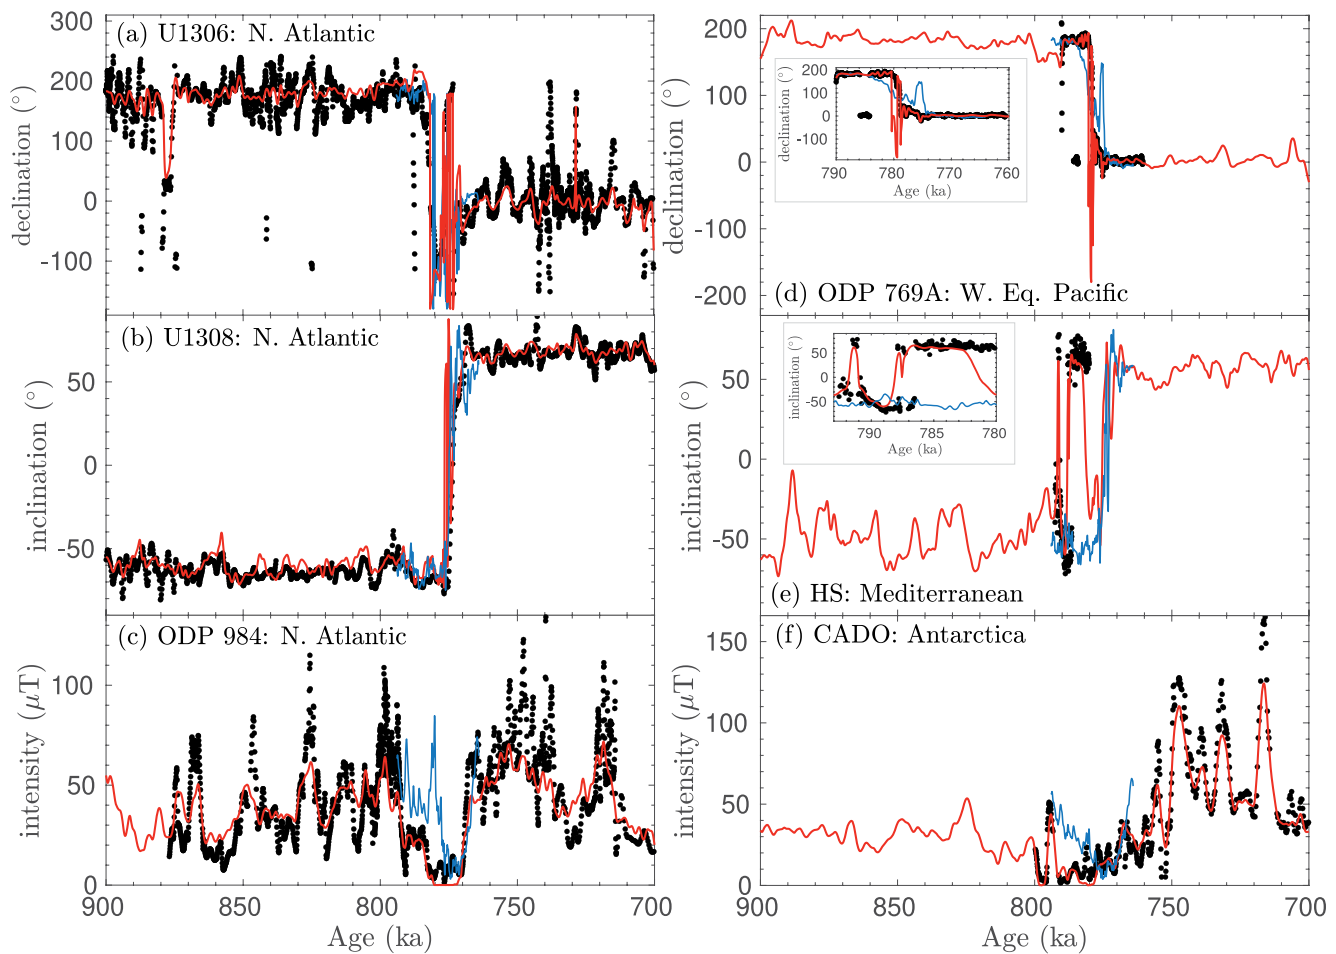 (a) U1306: N. Atlantic
declination (°)
300
200
100
0
-100
(b) U1308: N. Atlantic
inclination (°)
50
0
-50
(c) ODP 984: N. Atlantic
intensity (μT)
100
50
0
900 850 800 750 700
Age (ka)
(d) ODP 769A: W. Eq. Pacific
declination (°)
200
100
0
-100
-200
declination (°)
200
100
0
-100
790 780 770 760
Age (ka)
(e) HS: Mediterranean
inclination (°)
50
0
-50
inclination (°)
50
0
-50
790 785 780
Age (ka)
(f) CADO: Antarctica
intensity (μT)
150
100
50
0
900 850 800 750 700
Age (ka)